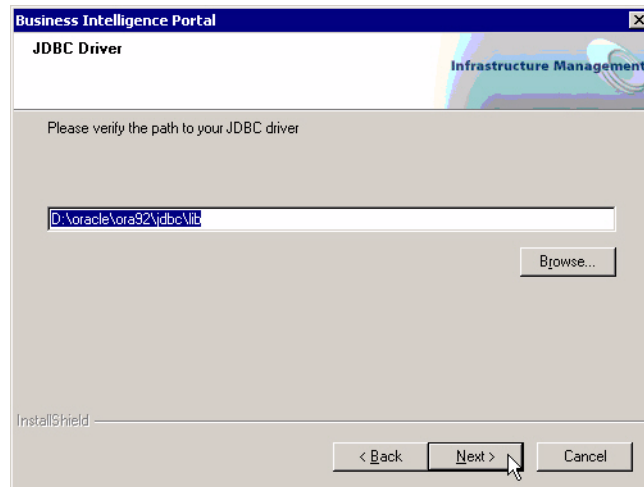 Business Intelligence Portal
JDBC Driver
Infrastructure Management
Please verify the path to your JDBC driver
D:\oracle\ora92\jdbc\lib
Browse...
InstallShield
< Back
Next >
Cancel